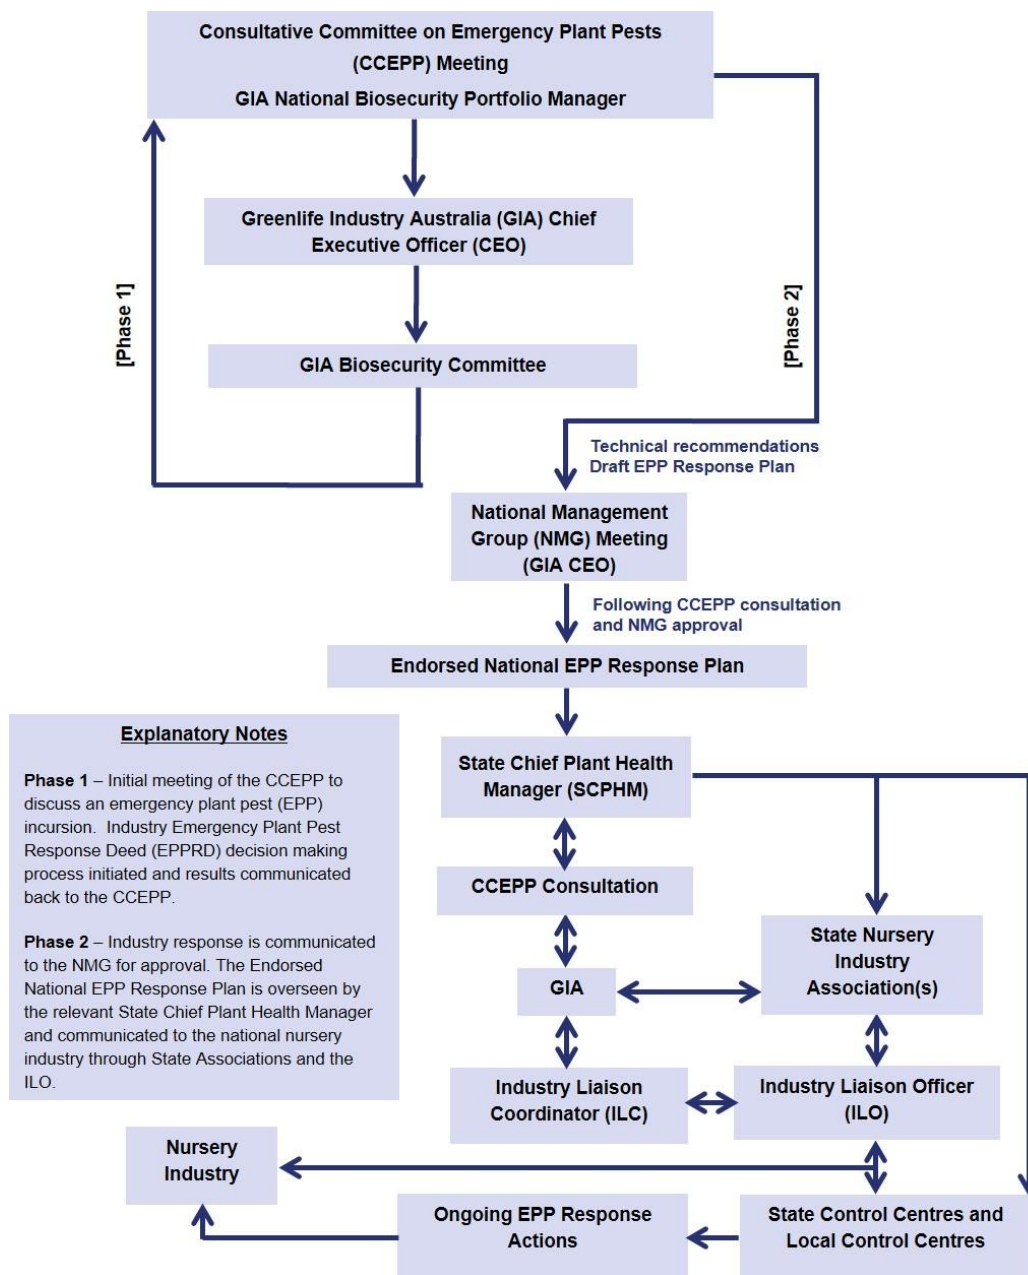 Consultative Committee on Emergency Plant Pests
(CCEPP) Meeting
GIA National Biosecurity Portfolio Manager
Greenlife Industry Australia (GIA) Chief
Executive Officer (CEO)
[Phase 1]
[Phase 2]
GIA Biosecurity Committee
Technical recommendations
Draft EPP Response Plan
National Management
Group (NMG) Meeting
(GIA CEO)
Following CCEPP consultation
and NMG approval
Endorsed National EPP Response Plan
Explanatory Notes
Phase 1 – Initial meeting of the CCEPP to
discuss an emergency plant pest (EPP)
incursion.  Industry Emergency Plant Pest
Response Deed (EPPRD) decision making
process initiated and results communicated
back to the CCEPP.
Phase 2 – Industry response is communicated
to the NMG for approval. The Endorsed
National EPP Response Plan is overseen by
the relevant State Chief Plant Health Manager
and communicated to the national nursery
industry through State Associations and the
ILO.
State Chief Plant Health
Manager (SCPHM)
CCEPP Consultation
State Nursery
Industry
Association(s)
GIA
Industry Liaison
Coordinator (ILC)
Industry Liaison Officer
(ILO)
Nursery
Industry
Ongoing EPP Response
Actions
State Control Centres and
Local Control Centres